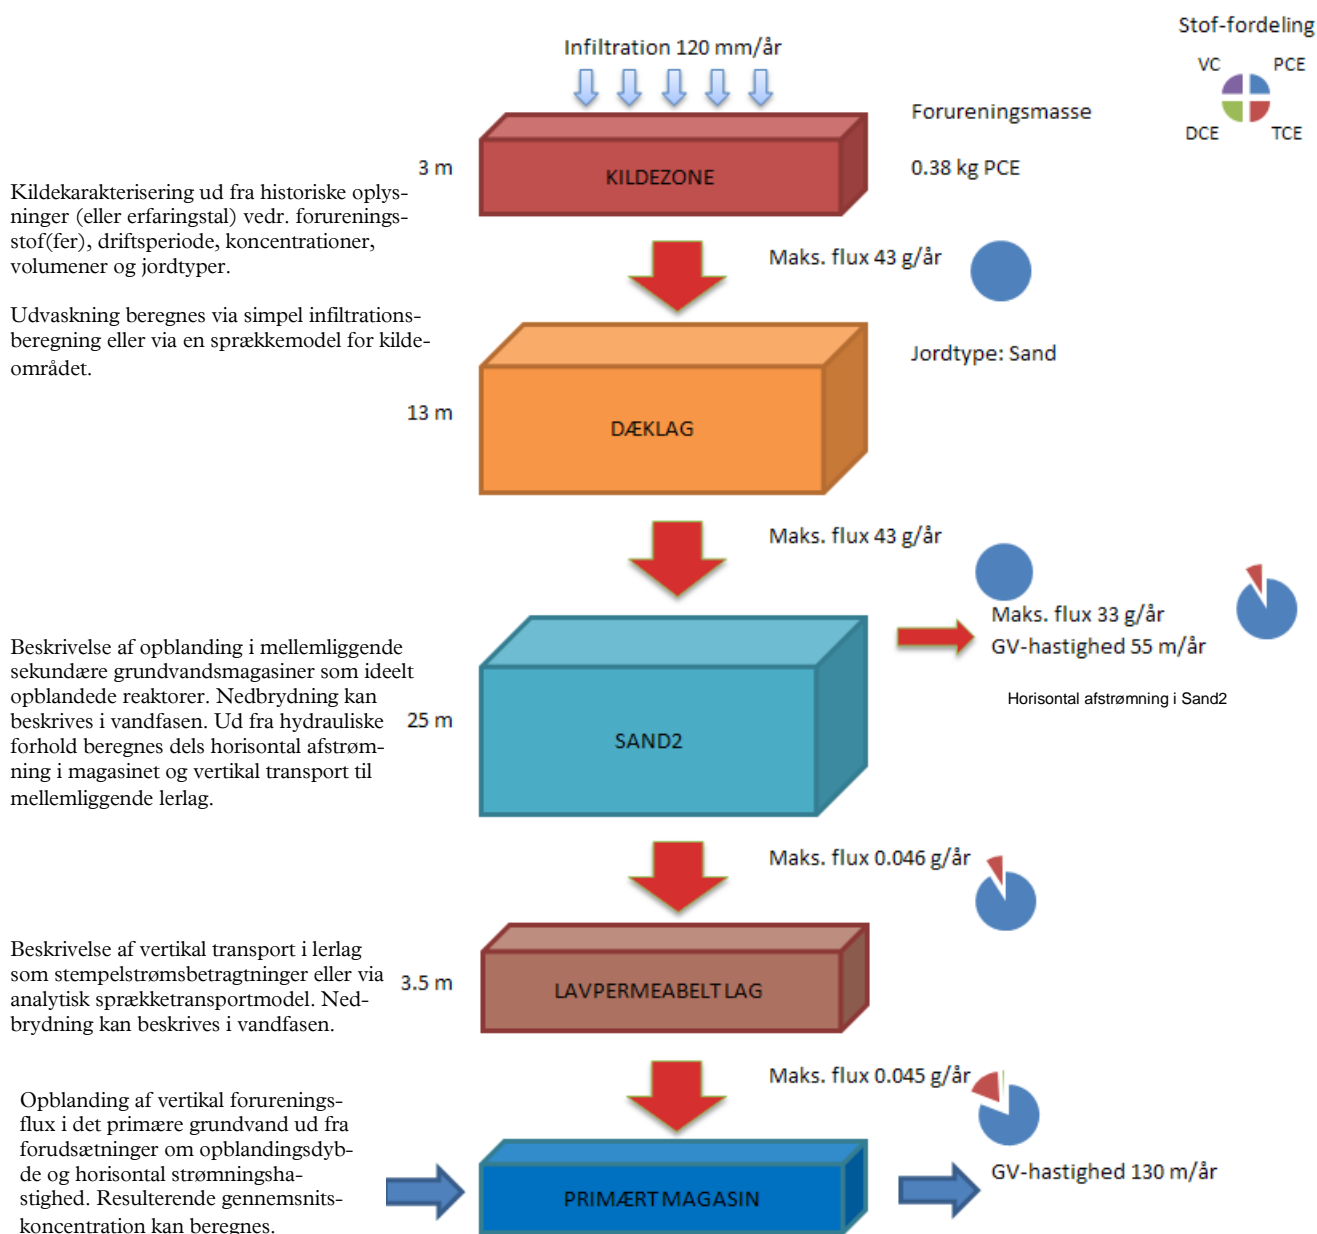 Stof-fordeling
VC PCE
DCE TCE
Infiltration 120 mm/år
Forureningsmasse
3 m
KILDEZONE
0.38 kg PCE
Kildekarakterisering ud fra historiske oplys-
ninger (eller erfaringstal) vedr. forurenings-
stof(fer), driftsperiode, koncentrationer,
volumener og jordtyper.
Maks. flux 43 g/år
Udvaskning beregnes via simpel infiltrations-
beregning eller via en sprækkemodel for kilde-
området.
Jordtype: Sand
13 m
DÆKLAG
Maks. flux 43 g/år
Maks. flux 33 g/år
GV-hastighed 55 m/år
Horisontal afstrømning i Sand2
Beskrivelse af opblanding i mellemliggende
sekundære grundvandsmagasiner som ideelt
opblandede reaktorer. Nedbrydning kan
beskrives i vandfasen. Ud fra hydrauliske
forhold beregnes dels horisontal afstrøm-
ning i magasinet og vertikal transport til
mellemliggende lerlag.
25 m
SAND2
Maks. flux 0.046 g/år
Beskrivelse af vertikal transport i lerlag
som stempelstrømsbetragtninger eller via
analytisk sprækketransportmodel. Ned-
brydning kan beskrives i vandfasen.
3.5 m
LAVPERMEABELT LAG
Maks. flux 0.045 g/år
Opblanding af vertikal forurenings-
flux i det primære grundvand ud fra
forudsætninger om opblandingsdyb-
de og horisontal strømningsha-
stighed. Resulterende gennemsnits-
koncentration kan beregnes.
PRIMÆRT MAGASIN
GV-hastighed 130 m/år